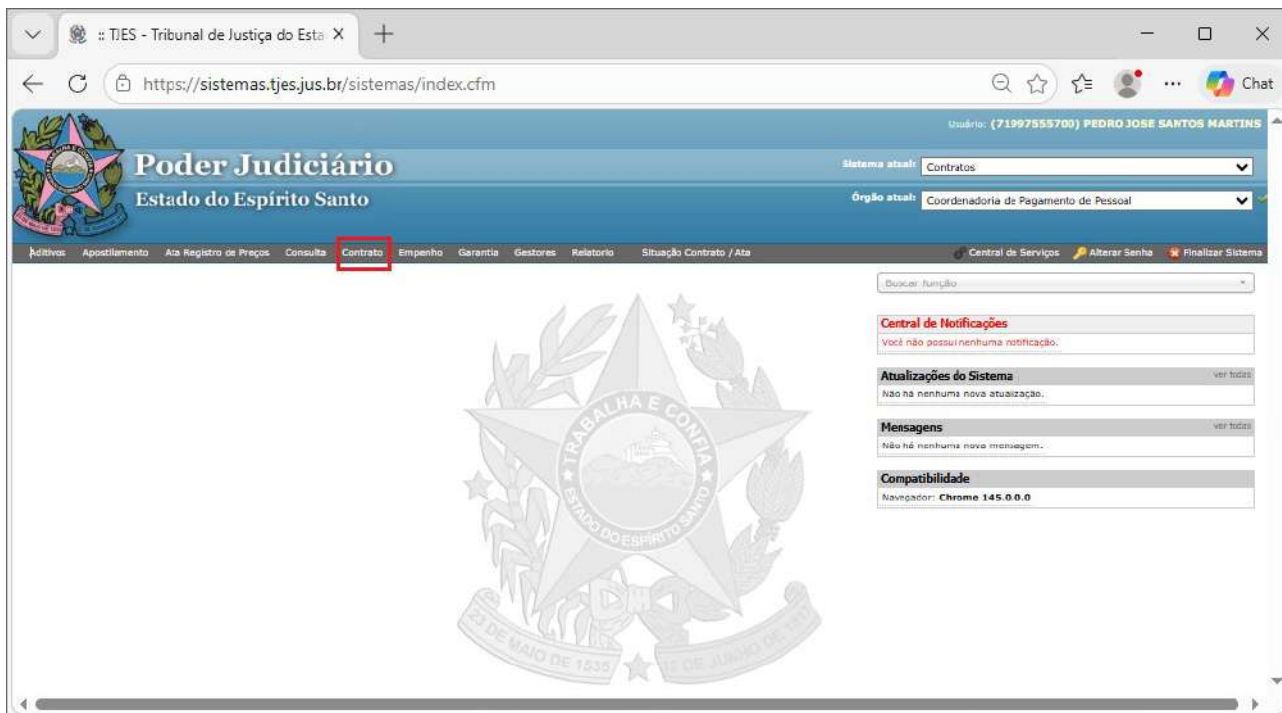 :: TJES - Tribunal de Justiça do Esta
https://sistemas.tjes.jus.br/sistemas/index.cfm
Chat
Usuário: (71997555700) PEDRO JOSE SANTOS MARTINS
Poder Judiciário
Estado do Espírito Santo
Sistema atual: Contratos
Órgão atual: Coordenadoria de Pagamento de Pessoal
Aditivos Apostilamento Ata Registro de Preços Consulta Contrato Empenho Garantia Gestores Relatorio Situação Contrato / Ata Central de Serviços Alterar Senha Finalizar Sistema
Buscar função
Central de Notificações
Você não possui nenhuma notificação.
Atualizações do Sistema ver todas
Não há nenhuma nova atualização.
Mensagens ver todas
Não há nenhuma nova mensagem.
Compatibilidade
Navegador: Chrome 145.0.0.0
TRABALHA E CONFIA
ESTADO DO ESPÍRITO SANTO
23 DE MAIO DE 1535
12 DE JUNHO DE 1817